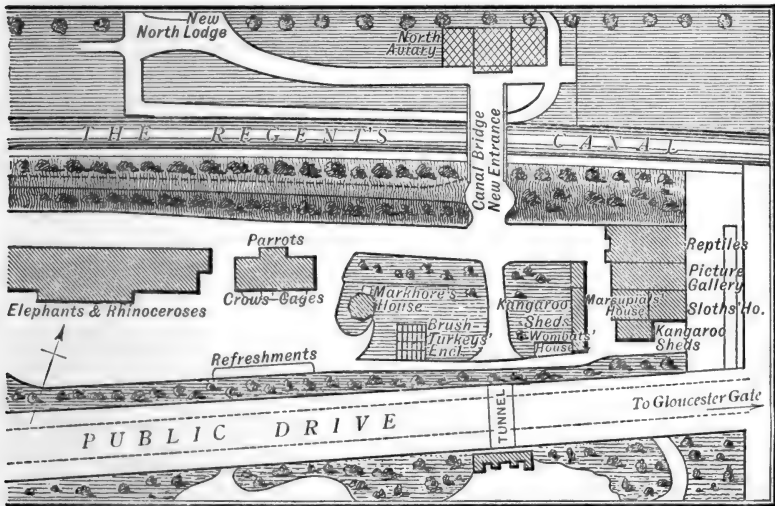 New
North Lodge
North
Aviary
THE REGENT'S CANAL
Canal Bridge
New Entrance
Parrots
Crows-Cages
Elephants & Rhinoceroses
Markhore's
House
Brush-
Turkeys'
Encl.
Kangaroo
Sheds
Wombats'
House
Marsupials'
House
Reptiles
Picture
Gallery
Sloths' Ho.
Kangaroo
Sheds
Refreshments
PUBLIC DRIVE
TUNNEL
To Gloucester Gate